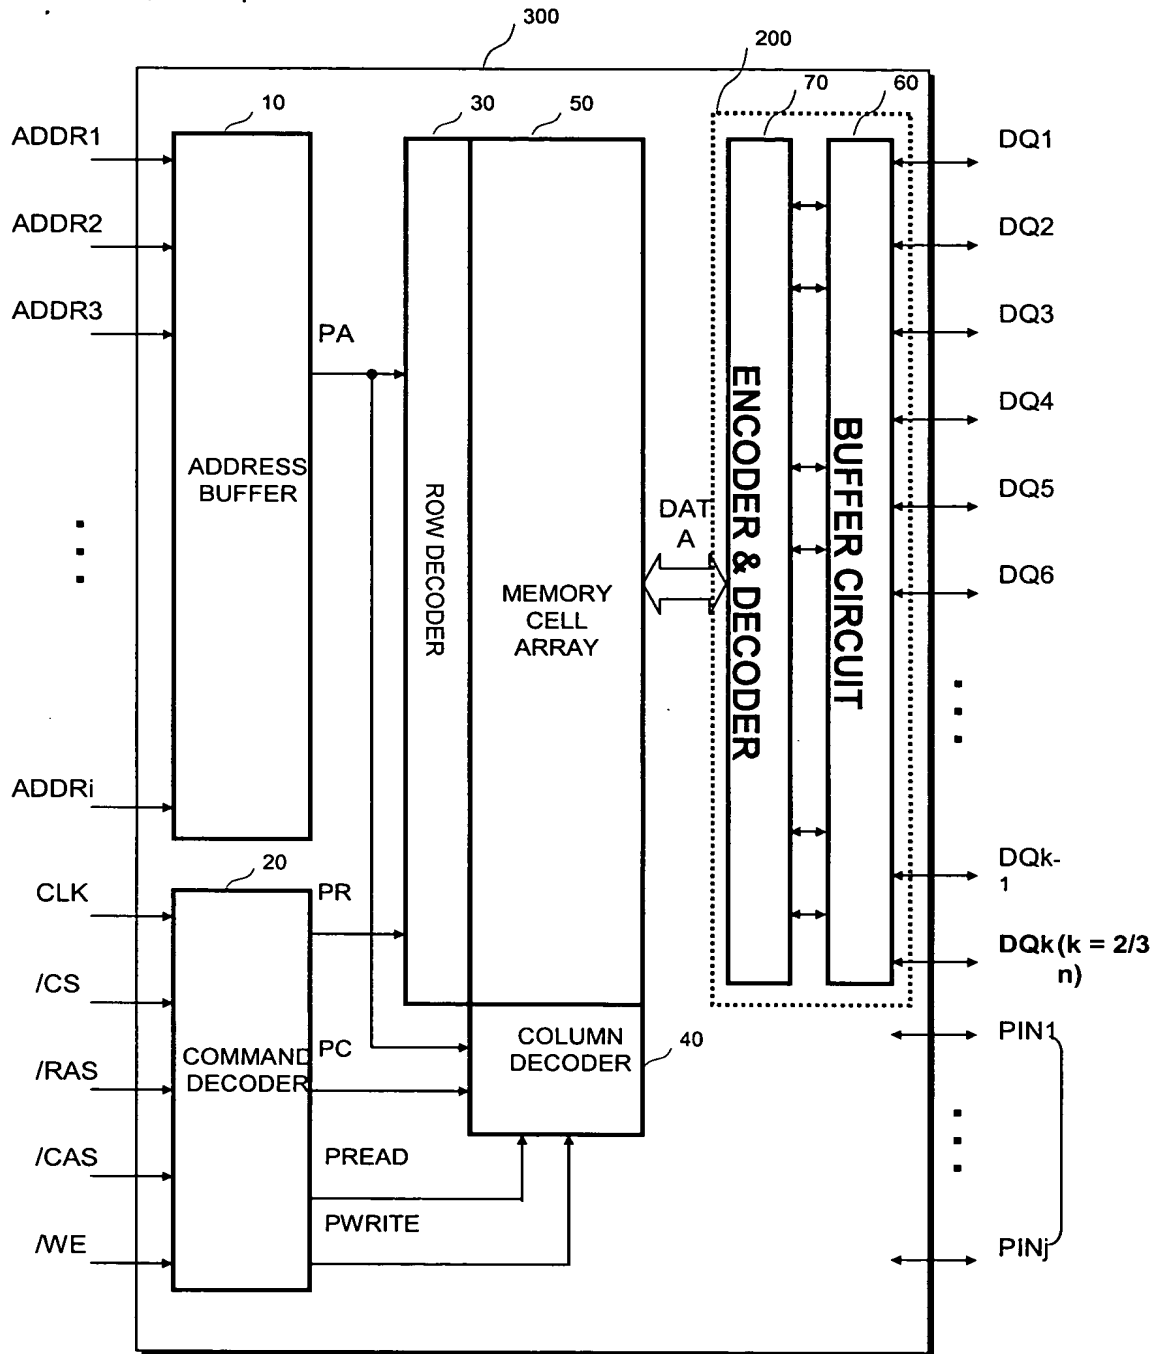 300
200
10
30
50
70
60
ADDR1
ADDR2
ADDR3
ADDRi
CLK
/CS
/RAS
/CAS
/WE
ADDRESS
BUFFER
PA
20
COMMAND
DECODER
PR
PC
PREAD
PWRITE
ROW DECODER
MEMORY
CELL
ARRAY
COLUMN
DECODER
40
DAT
A
ENCODER & DECODER
BUFFER CIRCUIT
DQ1
DQ2
DQ3
DQ4
DQ5
DQ6
DQk-
1
DQk(k = 2/3
n)
PIN1
PINj